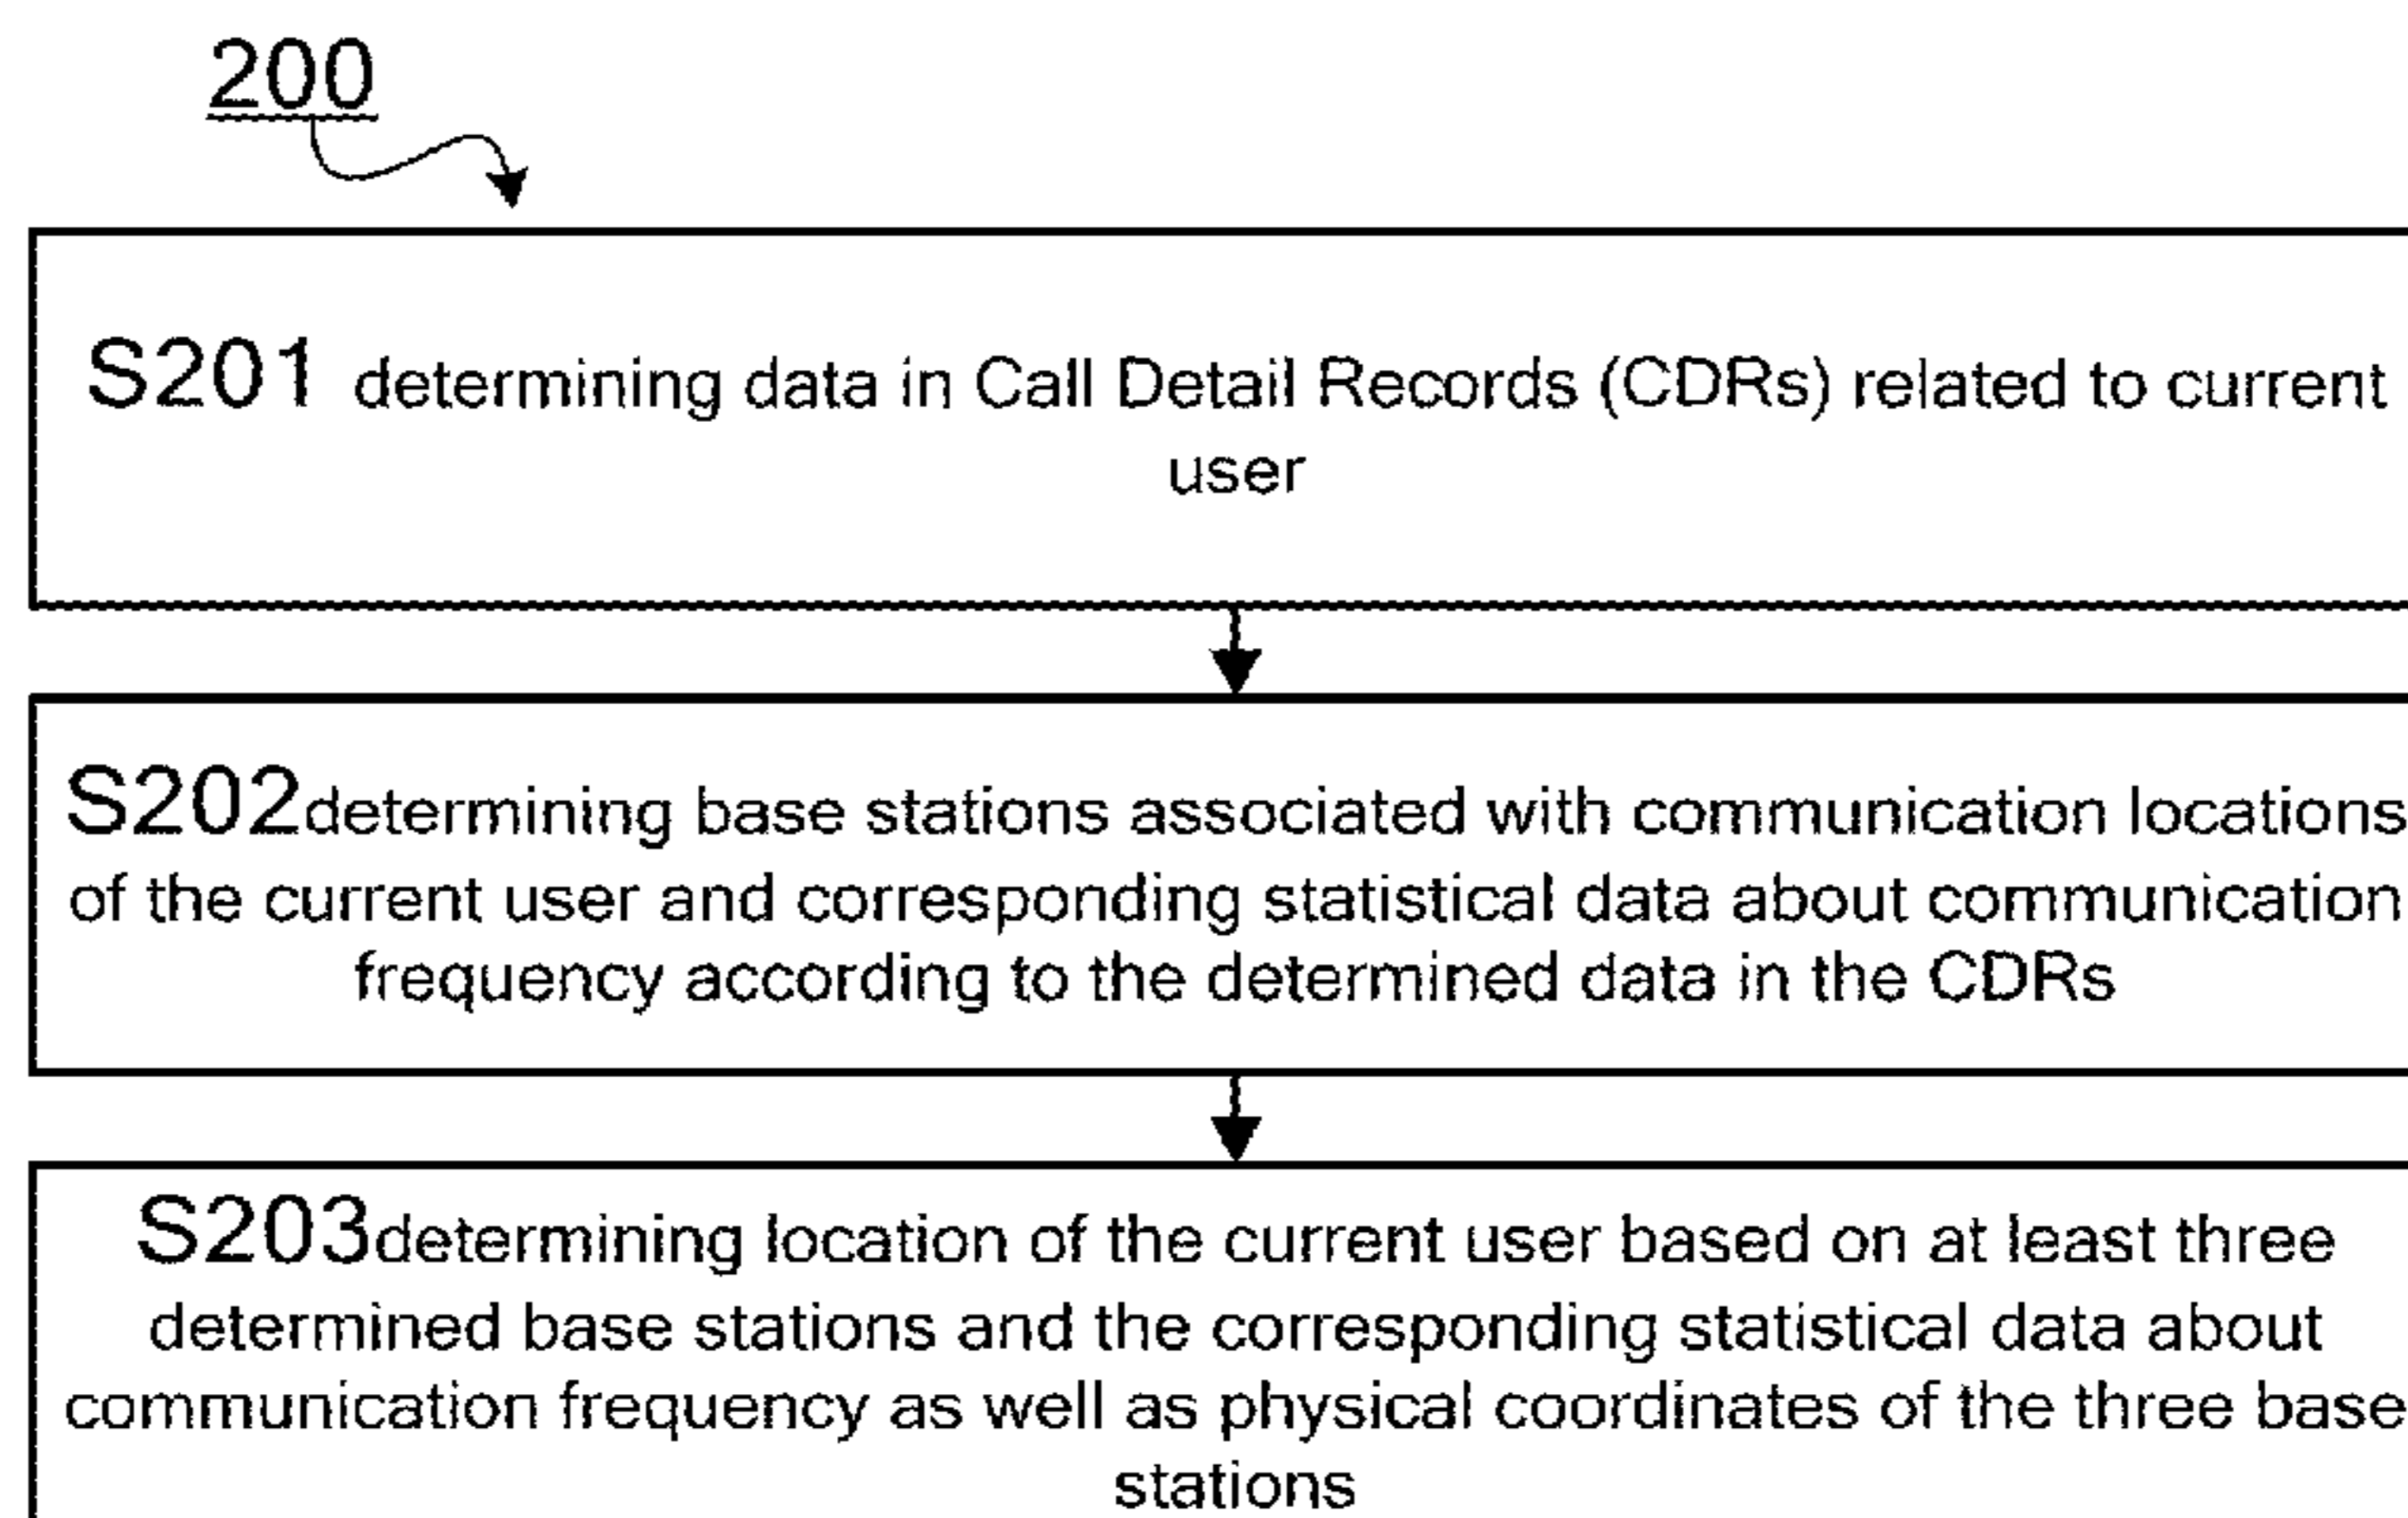 200
S201 determining data in Call Detail Records (CDRs) related to current
user
S202determining base stations associated with communication locations
of the current user and corresponding statistical data about communication
frequency according to the determined data in the CDRs
S203determining location of the current user based on at least three
determined base stations and the corresponding statistical data about
communication frequency as well as physical coordinates of the three base
stations